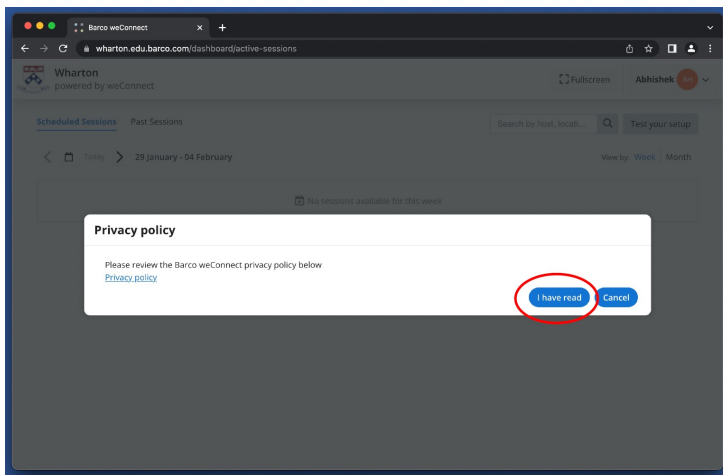 Barco weConnect
wharton.edu.barco.com/dashboard/active-sessions
Wharton
powered by weConnect
Fullscreen
Abhishek
Scheduled Sessions Past Sessions
Search by host, locati...
Test your setup
Today
29 January - 04 February
View by: Week Month
No sessions available for this week
Privacy policy
Please review the Barco weConnect privacy policy below
Privacy policy
I have read
Cancel